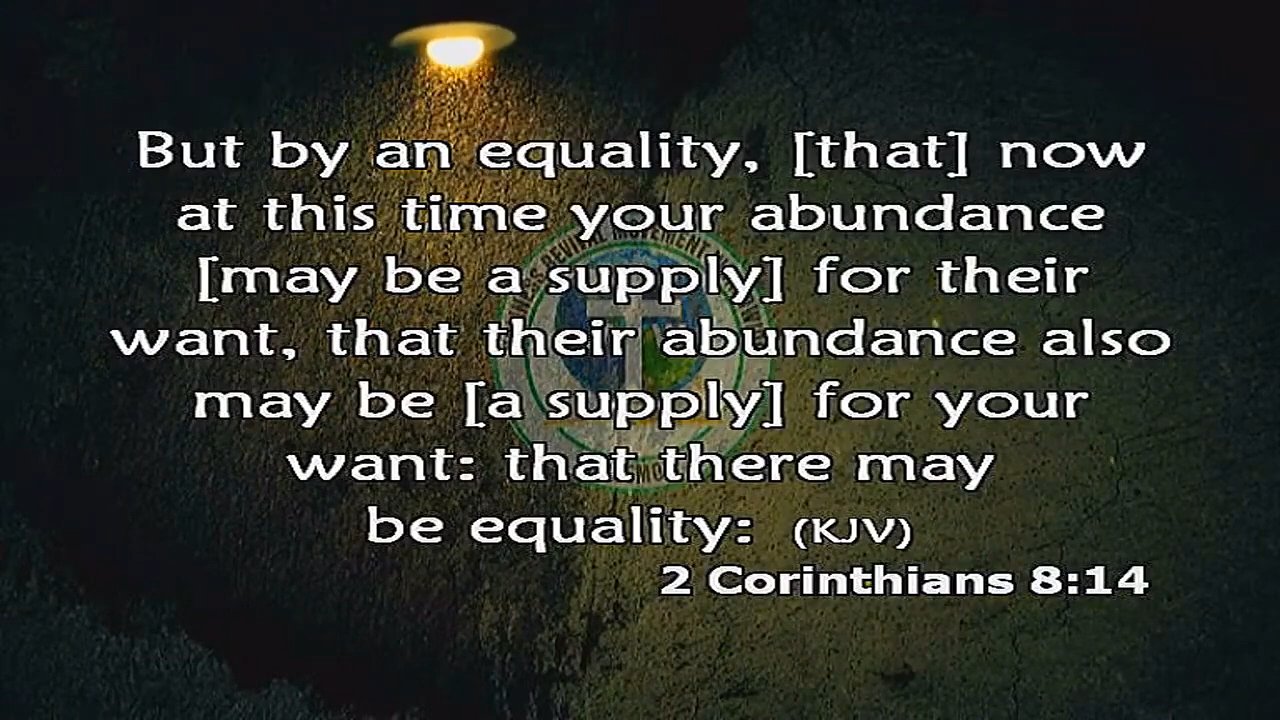 But by an equality, [that] now
at this time your abundance
[may be a supply] for their
want, that their abundance also
may be [a supply] for your
want: that there may
be equality: (KJV)
2 Corinthians 8:14